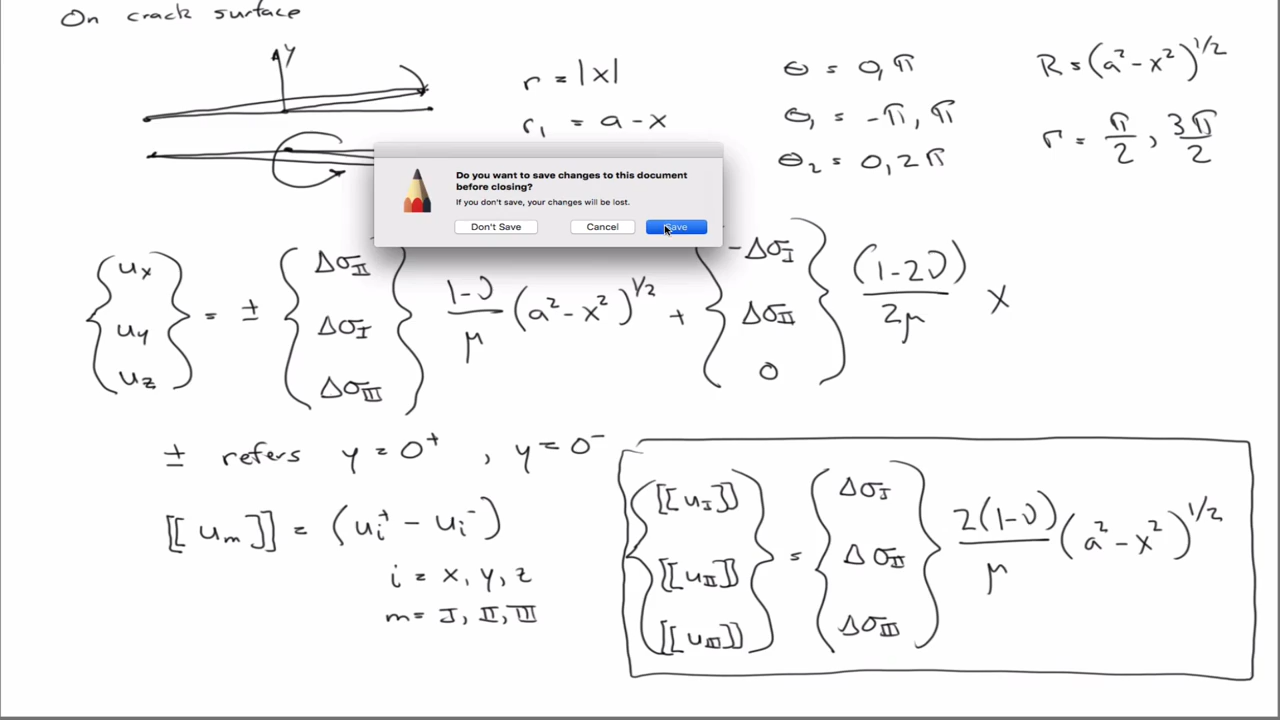 On crack surface
y
r = |x|
r₁ = a - x
θ = 0, π
θ₁ = -π, π
θ₂ = 0, 2π
R = (a² - x²)^1/2
Γ = π/2 , 3π/2
Do you want to save changes to this document
before closing?
If you don't save, your changes will be lost.
Don't Save Cancel Save
{ux uy uz} = ± {Δσ_II Δσ_I Δσ_III} 1-ν/μ (a² - x²)^1/2 + {-Δσ_I Δσ_II 0} (1-2ν)/2μ x
± refers y = 0⁺ , y = 0⁻
[[um]] = (ui⁺ - ui⁻)
i = x, y, z
m = I, II, III
{[[u_I]] [[u_II]] [[u_III]]} = {Δσ_I Δσ_II Δσ_III} 2(1-ν)/μ (a² - x²)^1/2